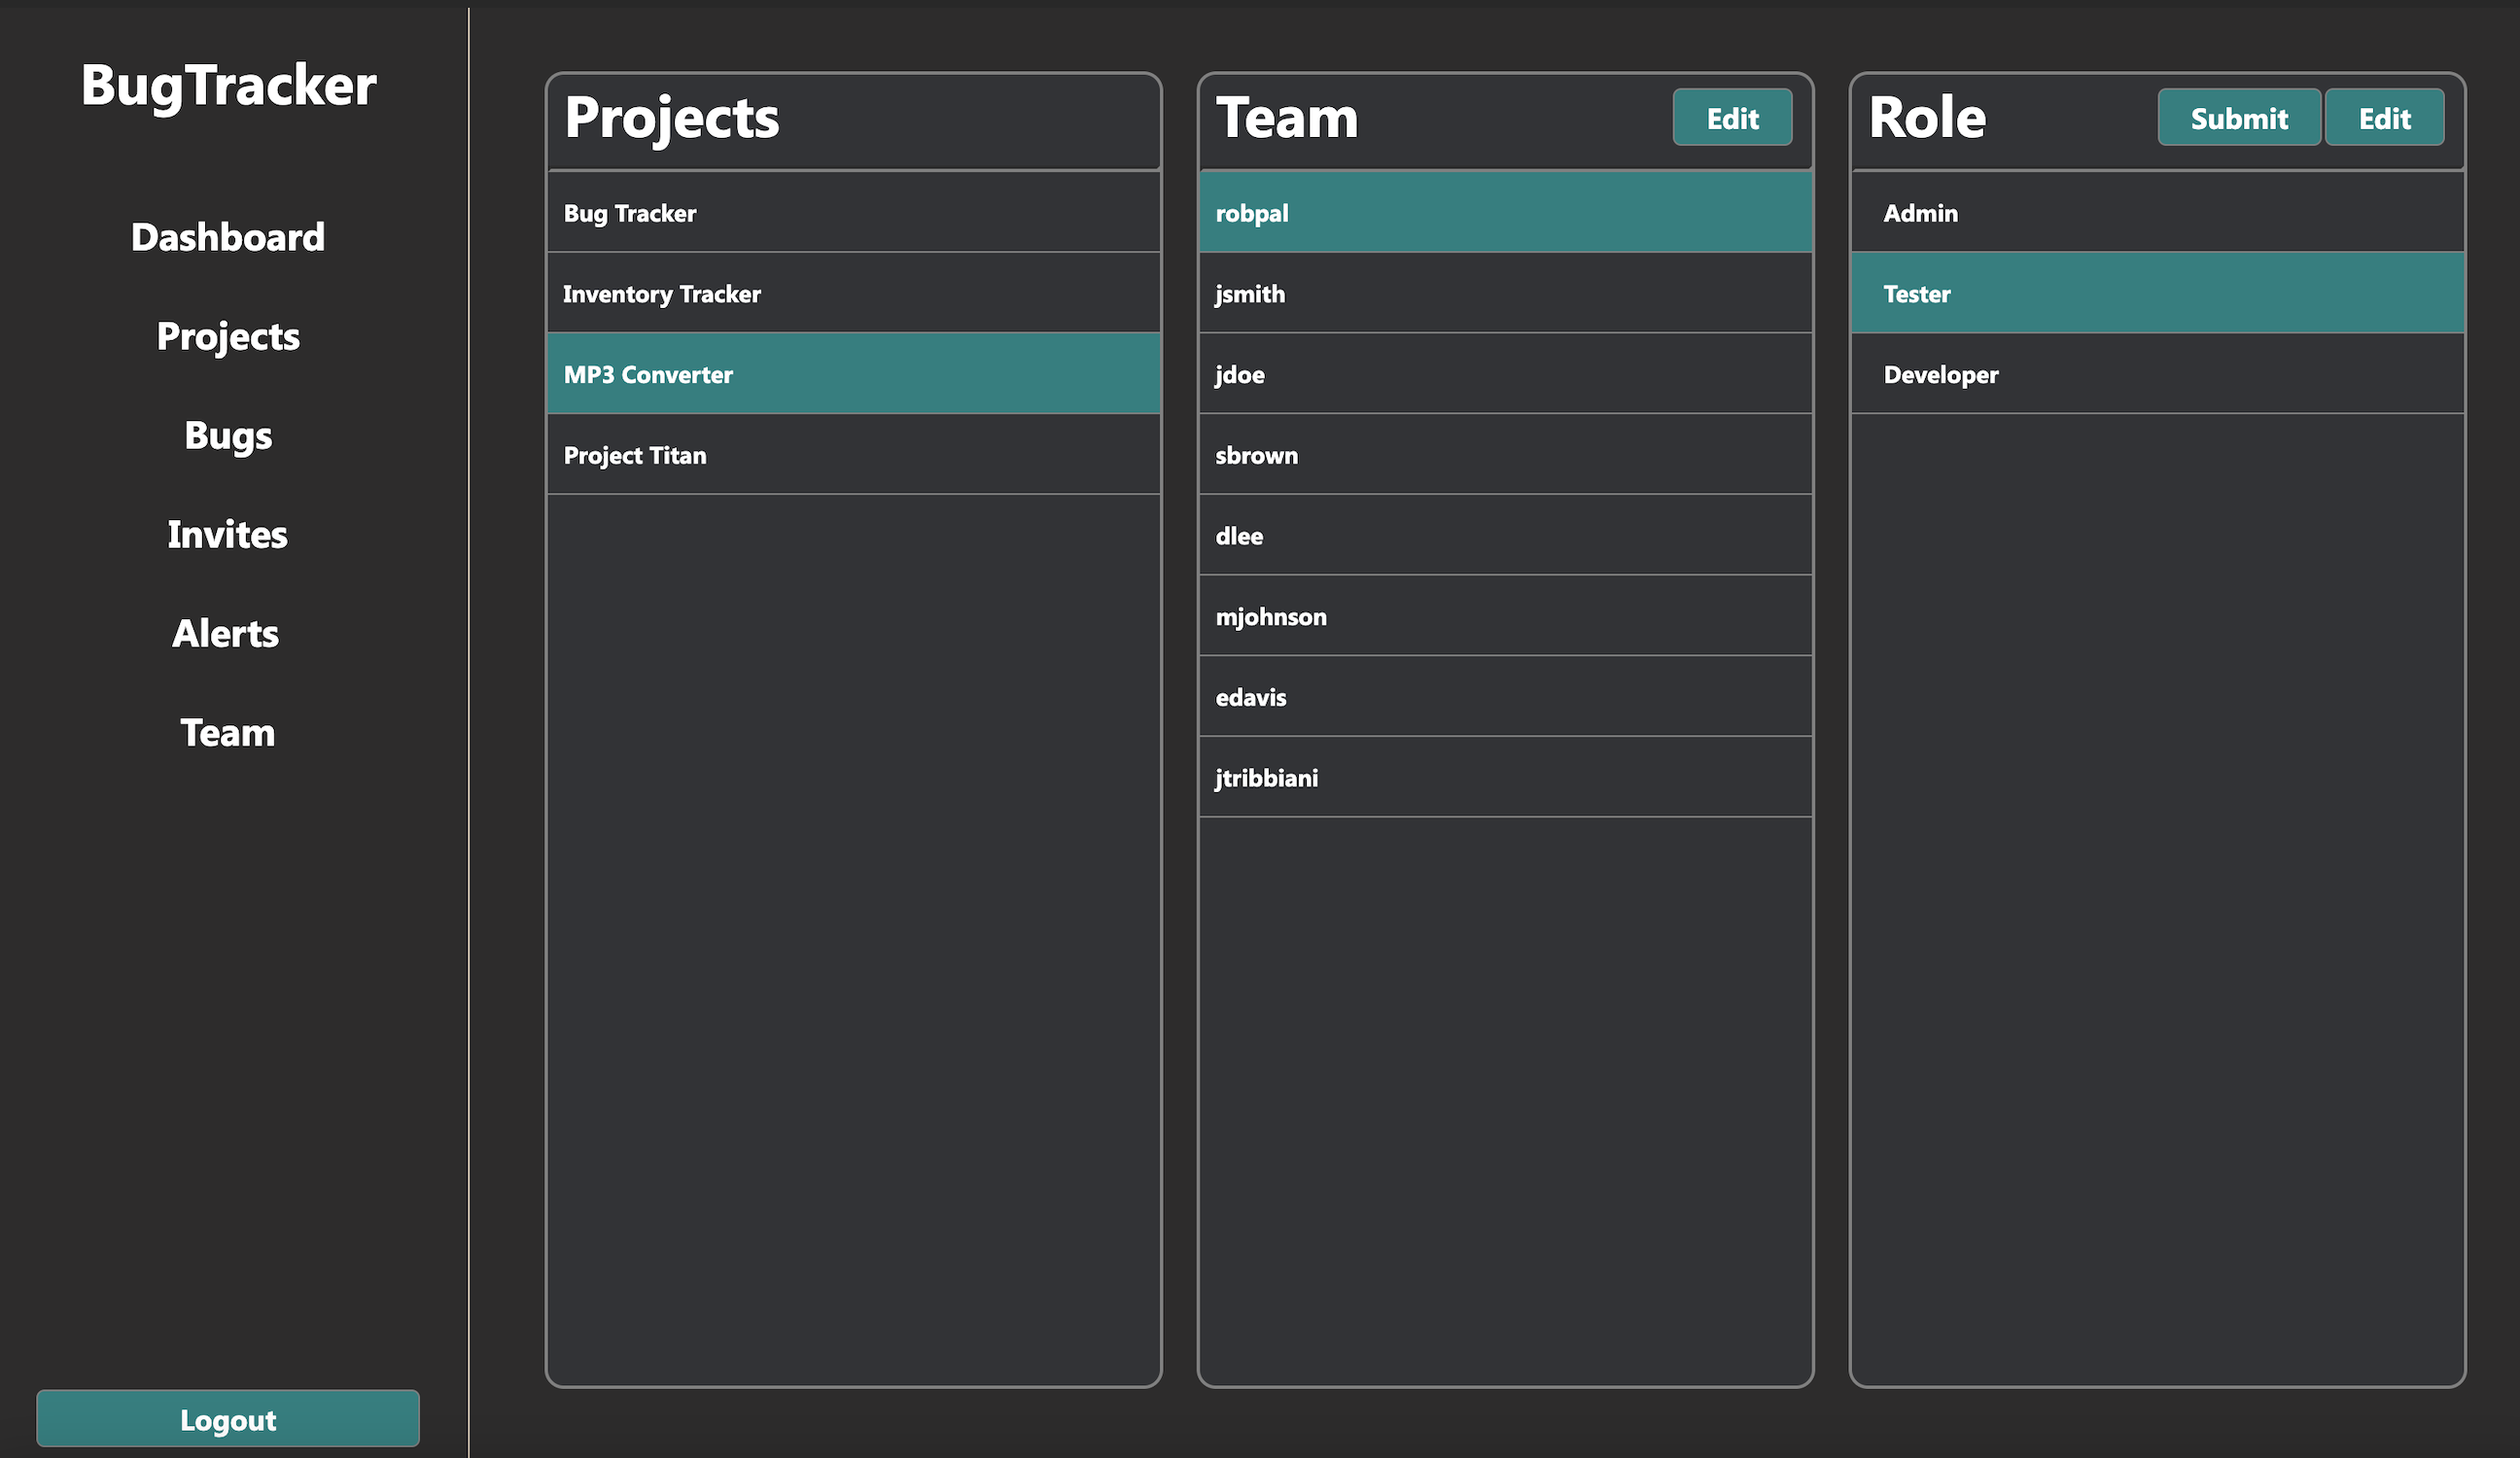 BugTracker
Dashboard
Projects
Bugs
Invites
Alerts
Team
Logout
Projects
Bug Tracker
Inventory Tracker
MP3 Converter
Project Titan
Team Edit
robpal
jsmith
jdoe
sbrown
dlee
mjohnson
edavis
jtribbiani
Role Submit Edit
Admin
Tester
Developer